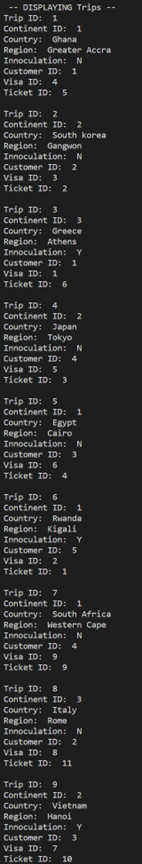 -- DISPLAYING Trips --
Trip ID:  1
Continent ID:  1
Country:  Ghana
Region:  Greater Accra
Innoculation:  N
Customer ID:  1
Visa ID:  4
Ticket ID:  5

Trip ID:  2
Continent ID:  2
Country:  South korea
Region:  Gangwon
Innoculation:  N
Customer ID:  2
Visa ID:  3
Ticket ID:  2

Trip ID:  3
Continent ID:  3
Country:  Greece
Region:  Athens
Innoculation:  Y
Customer ID:  1
Visa ID:  1
Ticket ID:  6

Trip ID:  4
Continent ID:  2
Country:  Japan
Region:  Tokyo
Innoculation:  N
Customer ID:  4
Visa ID:  5
Ticket ID:  3

Trip ID:  5
Continent ID:  1
Country:  Egypt
Region:  Cairo
Innoculation:  N
Customer ID:  3
Visa ID:  6
Ticket ID:  4

Trip ID:  6
Continent ID:  1
Country:  Rwanda
Region:  Kigali
Innoculation:  Y
Customer ID:  5
Visa ID:  2
Ticket ID:  1

Trip ID:  7
Continent ID:  1
Country:  South Africa
Region:  Western Cape
Innoculation:  N
Customer ID:  4
Visa ID:  9
Ticket ID:  9

Trip ID:  8
Continent ID:  3
Country:  Italy
Region:  Rome
Innoculation:  N
Customer ID:  2
Visa ID:  8
Ticket ID:  11

Trip ID:  9
Continent ID:  2
Country:  Vietnam
Region:  Hanoi
Innoculation:  Y
Customer ID:  3
Visa ID:  7
Ticket ID:  10